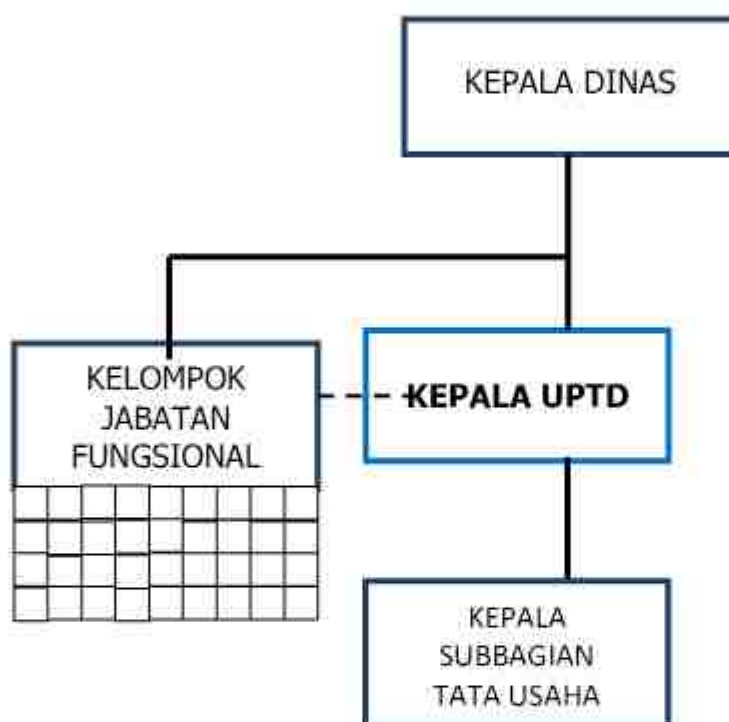 KEPALA DINAS
KELOMPOK
JABATAN
FUNGSIONAL
KEPALA UPTD
KEPALA
SUBBAGIAN
TATA USAHA